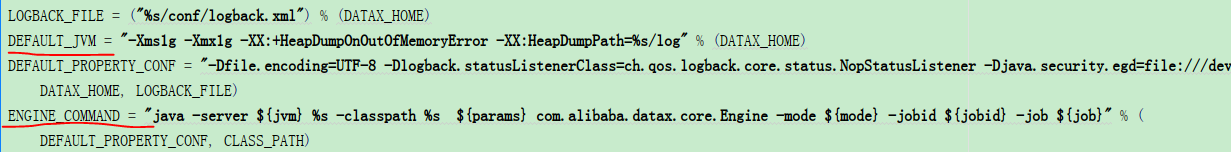 LOGBACK_FILE = ("%s/conf/logback.xml") % (DATAX_HOME)
DEFAULT_JVM = "-Xms1g -Xmx1g -XX:+HeapDumpOnOutOfMemoryError -XX:HeapDumpPath=%s/log" % (DATAX_HOME)
DEFAULT_PROPERTY_CONF = "-Dfile.encoding=UTF-8 -Dlogback.statusListenerClass=ch.qos.logback.core.status.NopStatusListener -Djava.security.egd=file:///dev
DATAX_HOME, LOGBACK_FILE)
ENGINE_COMMAND = "java -server ${jvm} %s -classpath %s  ${params} com.alibaba.datax.core.Engine -mode ${mode} -jobid ${jobid} -job ${job}" % (
DEFAULT_PROPERTY_CONF, CLASS_PATH)